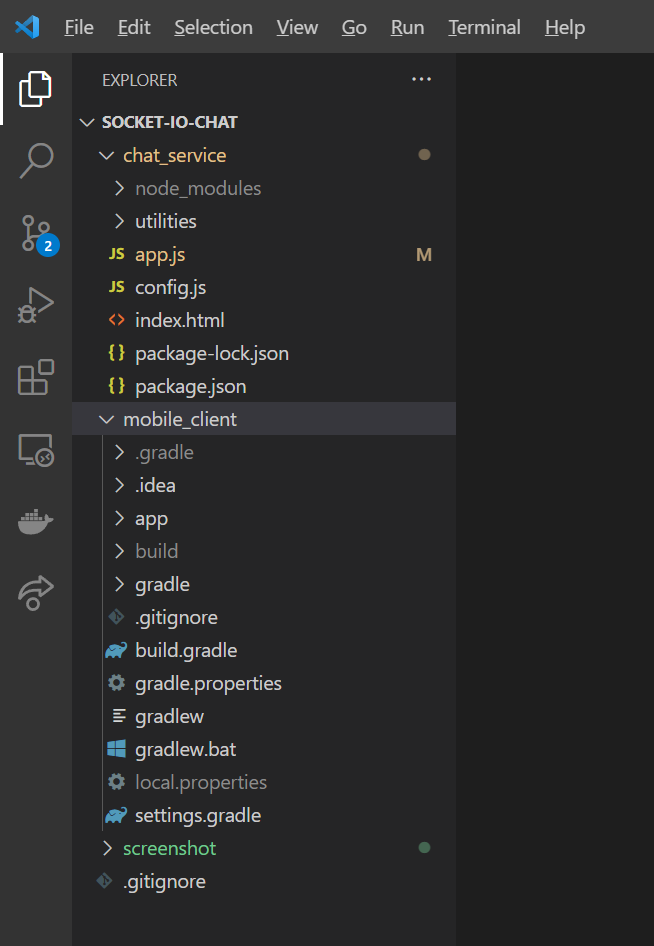 File Edit Selection View Go Run Terminal Help
EXPLORER ...
SOCKET-IO-CHAT
chat_service
node_modules
utilities
JS app.js M
JS config.js
<> index.html
2
{} package-lock.json
{} package.json
mobile_client
.gradle
.idea
app
build
gradle
.gitignore
build.gradle
gradle.properties
gradlew
gradlew.bat
local.properties
settings.gradle
screenshot
.gitignore